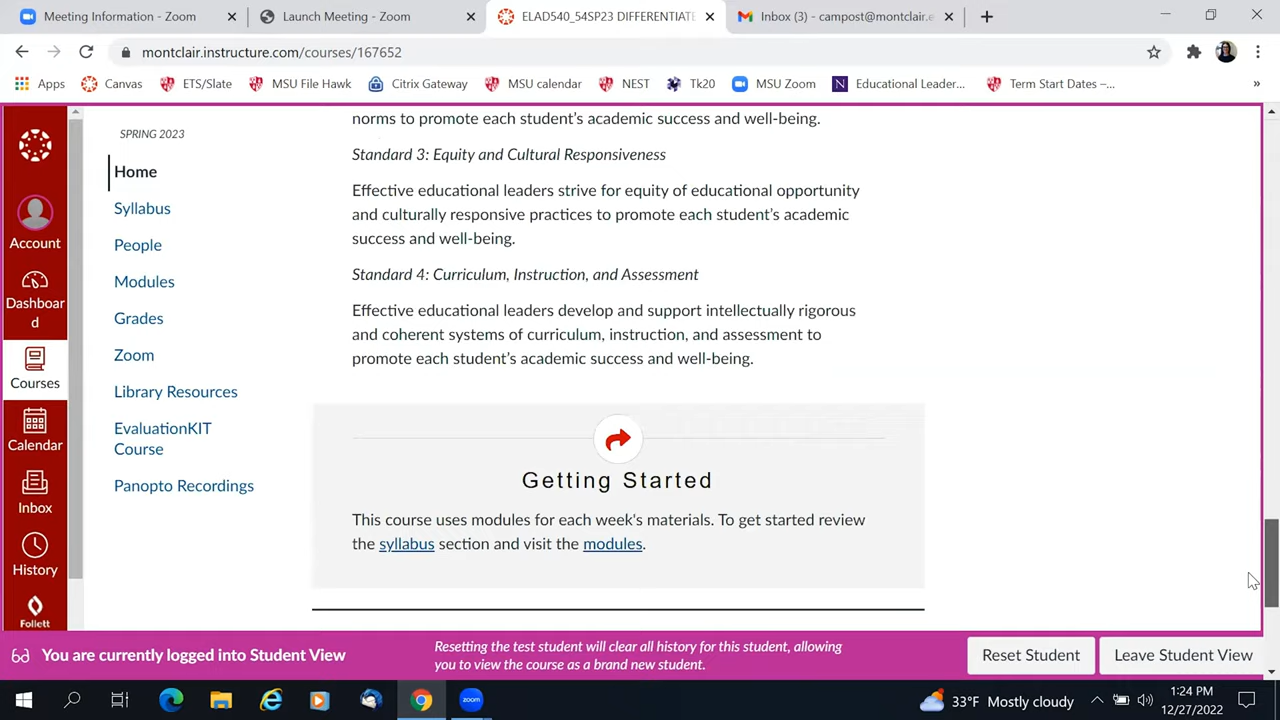 Meeting Information - Zoom
Launch Meeting - Zoom
ELAD540_54SP23 DIFFERENTIATE
Inbox (3) - campost@montclair.e
montclair.instructure.com/courses/167652
Apps
Canvas
ETS/Slate
MSU File Hawk
Citrix Gateway
MSU calendar
NEST
Tk20
MSU Zoom
Educational Leader...
Term Start Dates –...
»
Account
Dashboar
d
Courses
Calendar
Inbox
History
Follett
SPRING 2023
Home
Syllabus
People
Modules
Grades
Zoom
Library Resources
EvaluationKIT
Course
Panopto Recordings
norms to promote each student's academic success and well-being.
Standard 3: Equity and Cultural Responsiveness
Effective educational leaders strive for equity of educational opportunity
and culturally responsive practices to promote each student's academic
success and well-being.
Standard 4: Curriculum, Instruction, and Assessment
Effective educational leaders develop and support intellectually rigorous
and coherent systems of curriculum, instruction, and assessment to
promote each student's academic success and well-being.
Getting Started
This course uses modules for each week's materials. To get started review
the syllabus section and visit the modules.
You are currently logged into Student View
Resetting the test student will clear all history for this student, allowing
you to view the course as a brand new student.
Reset Student
Leave Student View
zoom
33°F Mostly cloudy
1:24 PM
12/27/2022